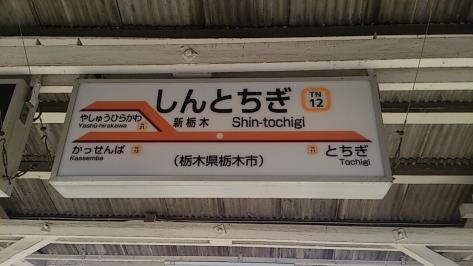 しんとちぎ
TN
12
新栃木 Shin-tochigi
やしゅうひらかわ
Yashū-hirakawa
かっせんば
Kassemba
とちぎ
Tochigi
TN
11
(栃木県栃木市)